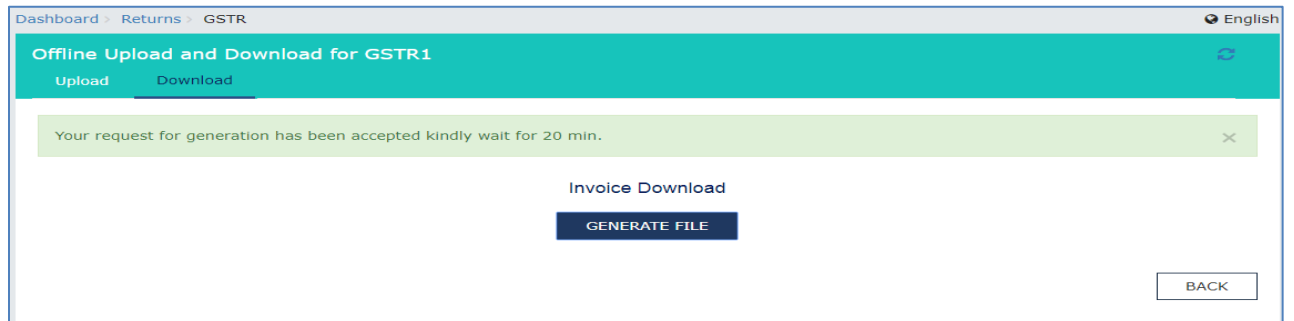 Dashboard > Returns > GSTR
English
Offline Upload and Download for GSTR1
Upload Download
Your request for generation has been accepted kindly wait for 20 min.
Invoice Download
GENERATE FILE
BACK